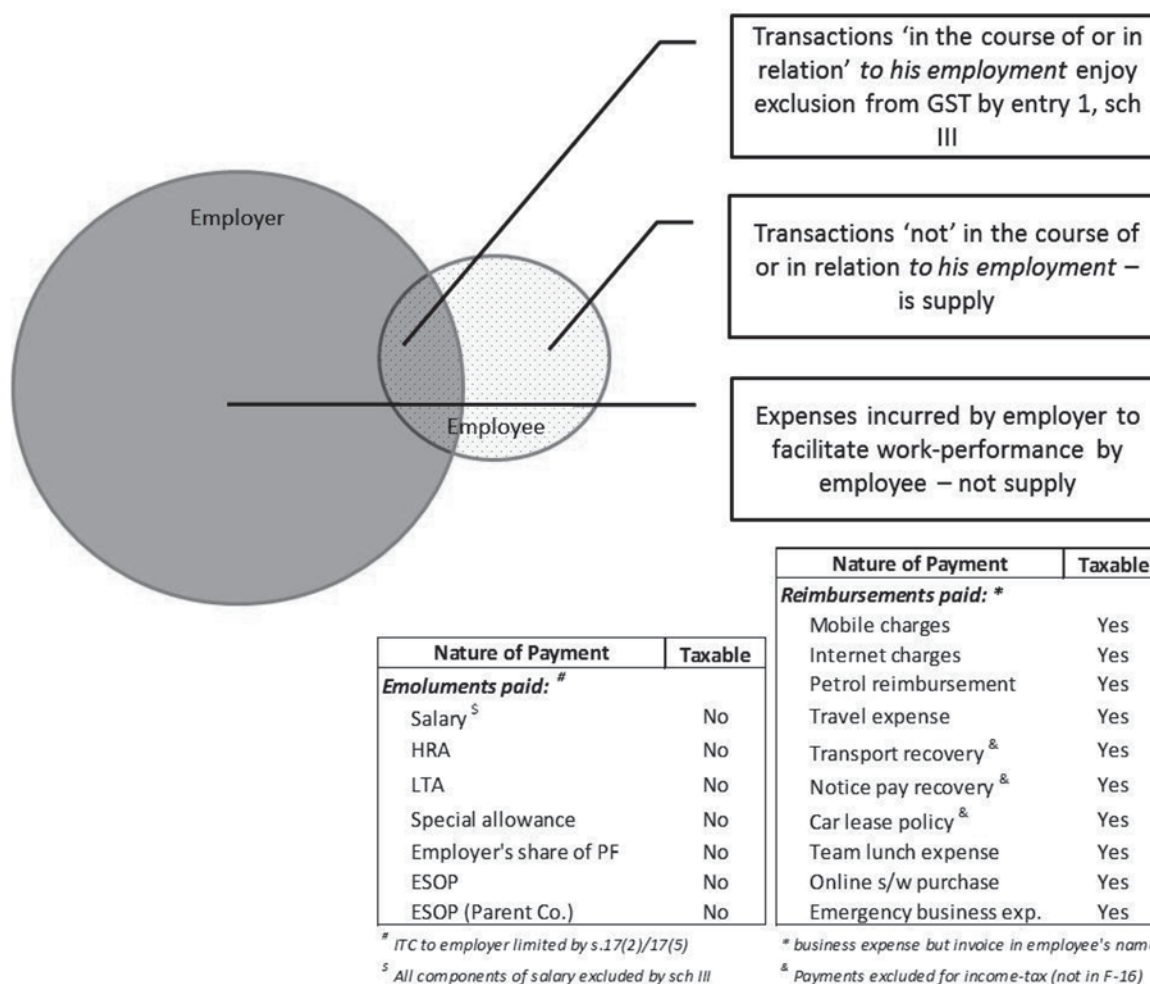 Transactions ‘in the course of or in
relation’ to his employment enjoy
exclusion from GST by entry 1, sch
III
Employer
Transactions ‘not’ in the course of
or in relation to his employment –
is supply
Employee
Expenses incurred by employer to
facilitate work-performance by
employee – not supply
Nature of Payment Taxable
Emoluments paid: #
Salary $ No
HRA No
LTA No
Special allowance No
Employer's share of PF No
ESOP No
ESOP (Parent Co.) No
# ITC to employer limited by s.17(2)/17(5)
$ All components of salary excluded by sch III
Nature of Payment Taxable
Reimbursements paid: *
Mobile charges Yes
Internet charges Yes
Petrol reimbursement Yes
Travel expense Yes
Transport recovery & Yes
Notice pay recovery & Yes
Car lease policy & Yes
Team lunch expense Yes
Online s/w purchase Yes
Emergency business exp. Yes
* business expense but invoice in employee's name
& Payments excluded for income-tax (not in F-16)